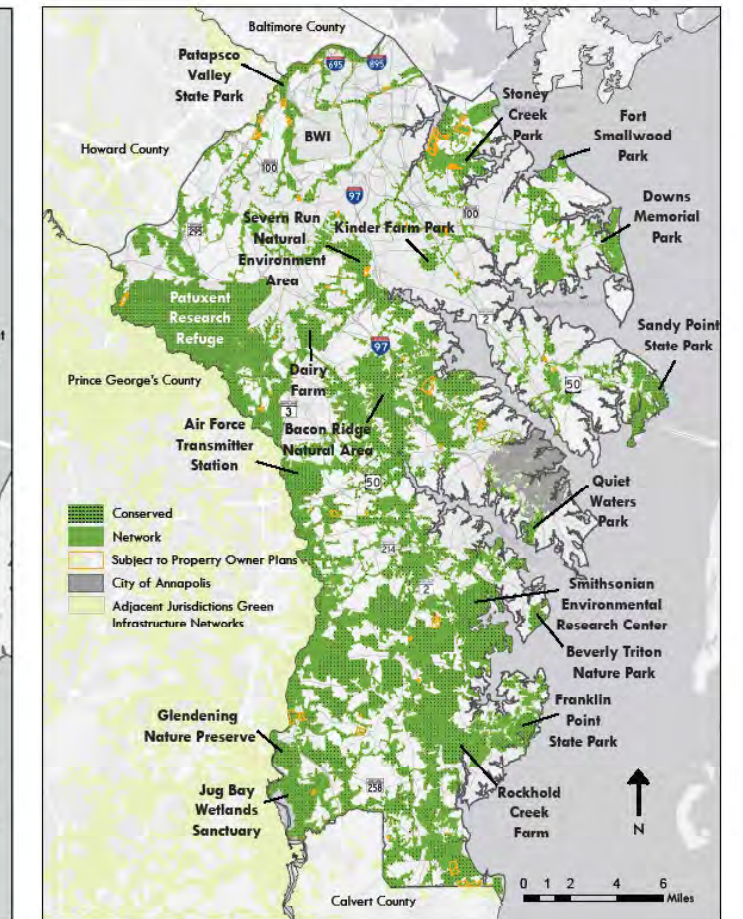 Baltimore County
Patapsco
Valley
State Park
695
895
Stoney
Creek
Park
Fort
Smallwood
Park
BWI
Howard County
100
97
Downs
Memorial
Park
Severn Run
Natural
Environment
Area
Kinder Farm Park
100
295
Patuxent
Research
Refuge
2
Sandy Point
State Park
97
Prince George's County
Dairy
Farm
50
3
Air Force
Transmitter
Station
Bacon Ridge
Natural Area
50
Quiet
Waters
Park
Conserved
Network
Subject to Property Owner Plans
City of Annapolis
Adjacent Jurisdictions Green
Infrastructure Networks
214
2
Smithsonian
Environmental
Research Center
Beverly Triton
Nature Park
Franklin
Point
State Park
Glendening
Nature Preserve
Jug Bay
Wetlands
Sanctuary
258
Rockhold
Creek
Farm
N
Calvert County
0 1 2 4 6
Miles